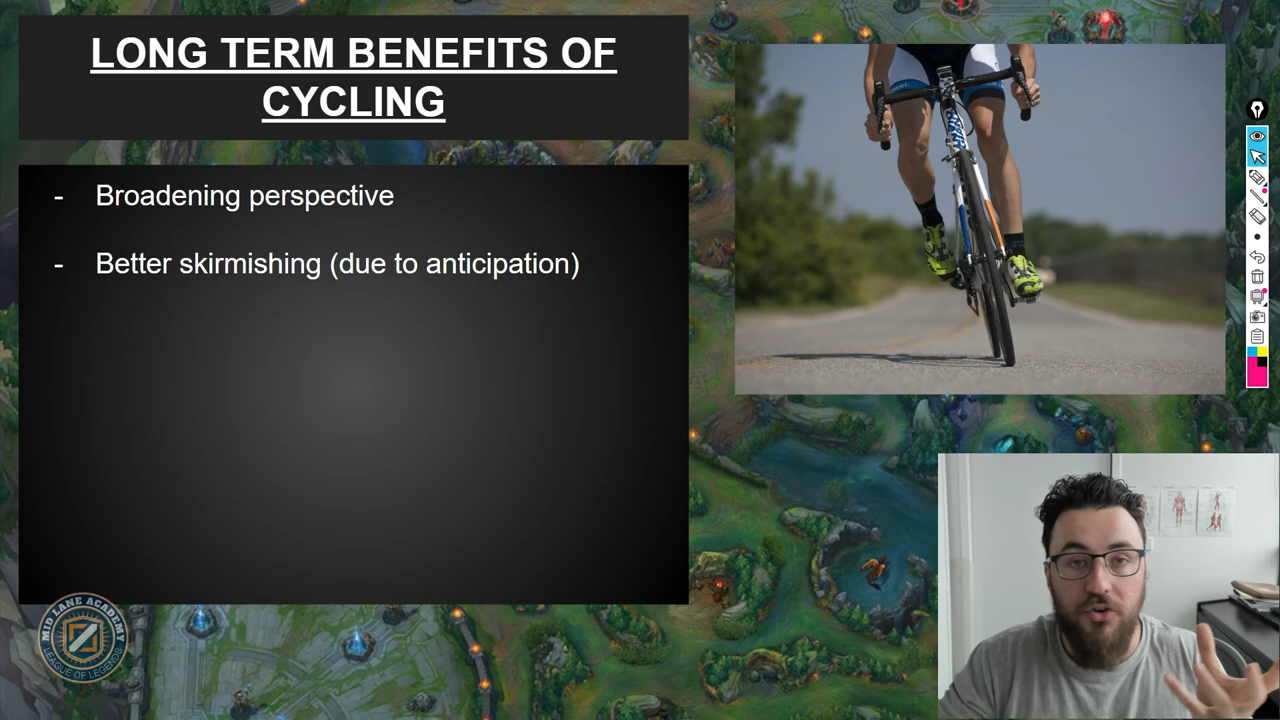 LONG TERM BENEFITS OF
CYCLING
- Broadening perspective
- Better skirmishing (due to anticipation)
MID LANE ACADEMY
LEAGUE OF LEGENDS